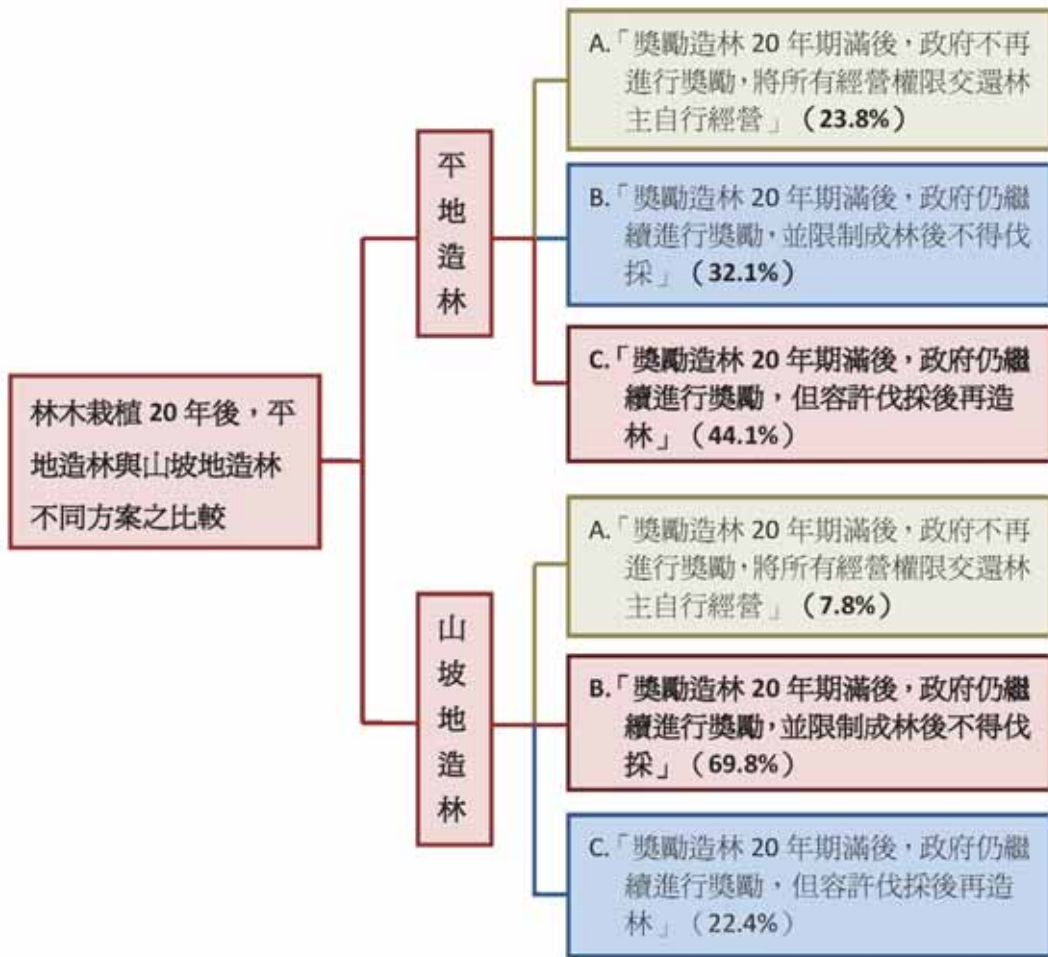 林木栽植 20 年後，平
地造林與山坡地造林
不同方案之比較
平
地
造
林
A.「獎勵造林 20 年期滿後，政府不再
進行獎勵，將所有經營權限交還林
主自行經營」（23.8%）
B.「獎勵造林 20 年期滿後，政府仍繼
續進行獎勵，並限制成林後不得伐
採」（32.1%）
C.「獎勵造林 20 年期滿後，政府仍繼
續進行獎勵，但容許伐採後再造
林」（44.1%）
山
坡
地
造
林
A.「獎勵造林 20 年期滿後，政府不再
進行獎勵，將所有經營權限交還林
主自行經營」（7.8%）
B.「獎勵造林 20 年期滿後，政府仍繼
續進行獎勵，並限制成林後不得伐
採」（69.8%）
C.「獎勵造林 20 年期滿後，政府仍繼
續進行獎勵，但容許伐採後再造
林」（22.4%）